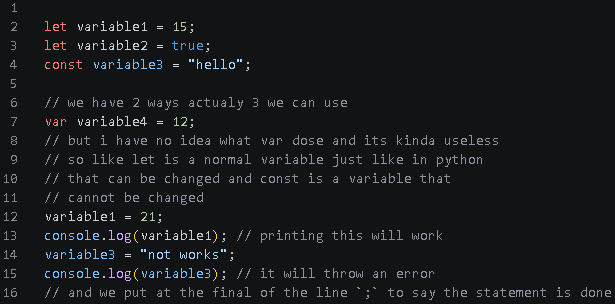 1
2 let variable1 = 15;
3 let variable2 = true;
4 const variable3 = "hello";
5
6 // we have 2 ways actualy 3 we can use
7 var variable4 = 12;
8 // but i have no idea what var dose and its kinda useless
9 // so like let is a normal variable just like in python
10 // that can be changed and const is a variable that
11 // cannot be changed
12 variable1 = 21;
13 console.log(variable1); // printing this will work
14 variable3 = "not works";
15 console.log(variable3); // it will throw an error
16 // and we put at the final of the line `;` to say the statement is done